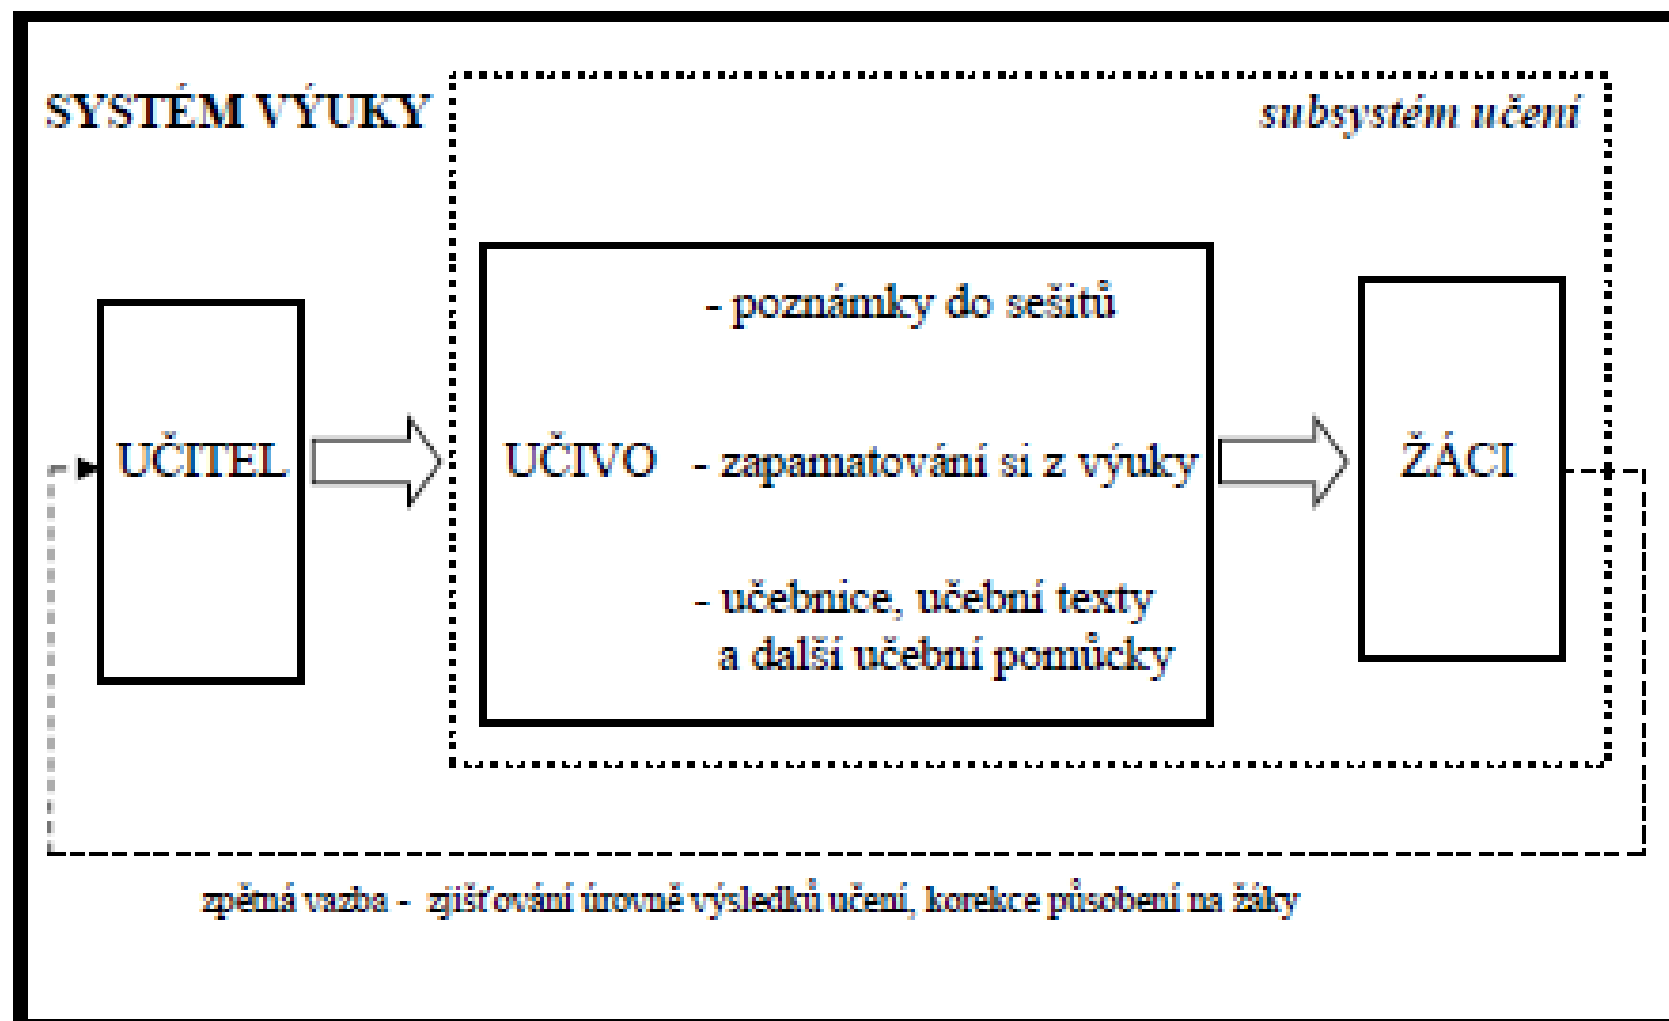 SYSTÉM VÝUKY
subsystém učení
- poznámky do sešitů
UČITEL
UČIVO
- zapamatování si z výuky
ŽÁCI
- učebnice, učební texty
a další učební pomůcky
zpětná vazba - zjišťování úrovně výsledků učení, korekce působení na žáky